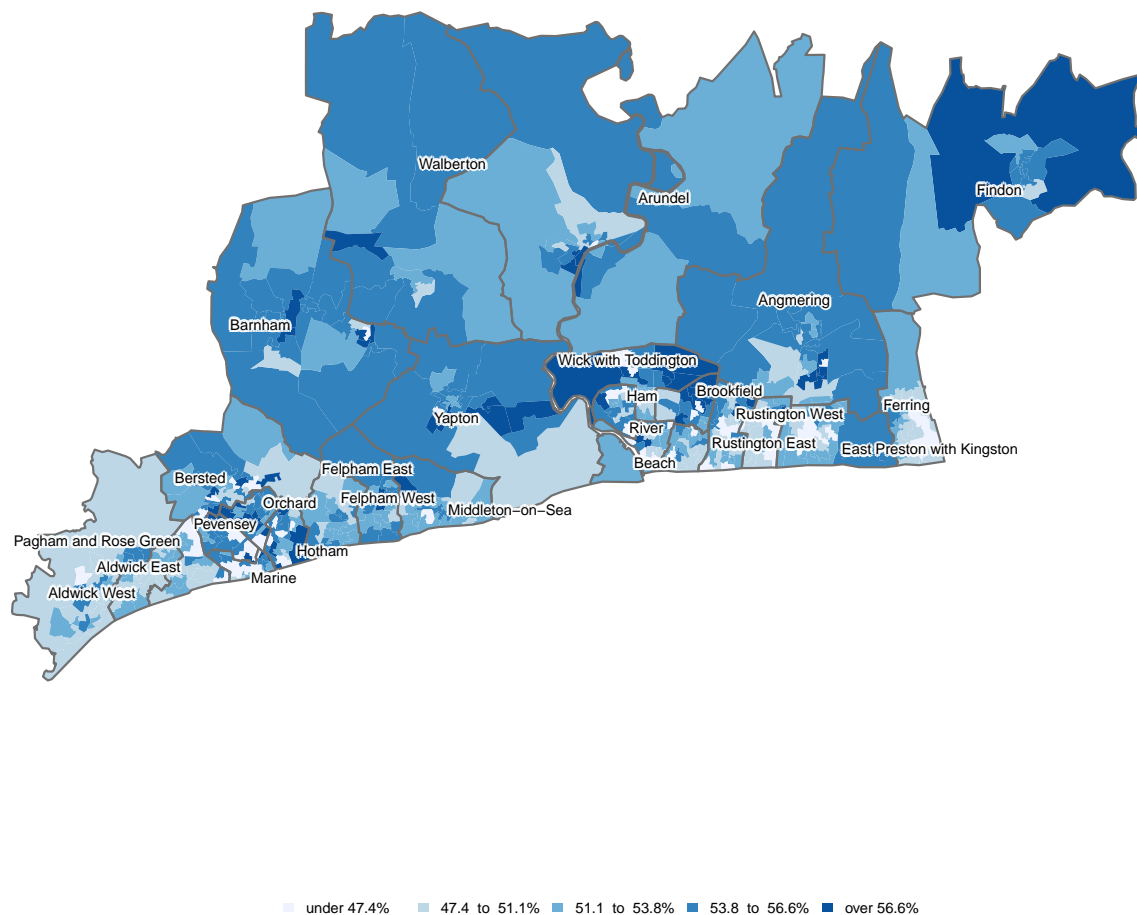 Walberton
Findon
Arundel
Angmering
Barnham
Wick with Toddington
Brookfield
Ham
Ferring
Rustington West
Yapton
River
Rustington East
East Preston with Kingston
Beach
Felpham East
Bersted
Felpham West
Orchard
Middleton−on−Sea
Pevensey
Pagham and Rose Green
Hotham
Aldwick East
Marine
Aldwick West
under 47.4% 47.4 to 51.1% 51.1 to 53.8% 53.8 to 56.6% over 56.6%